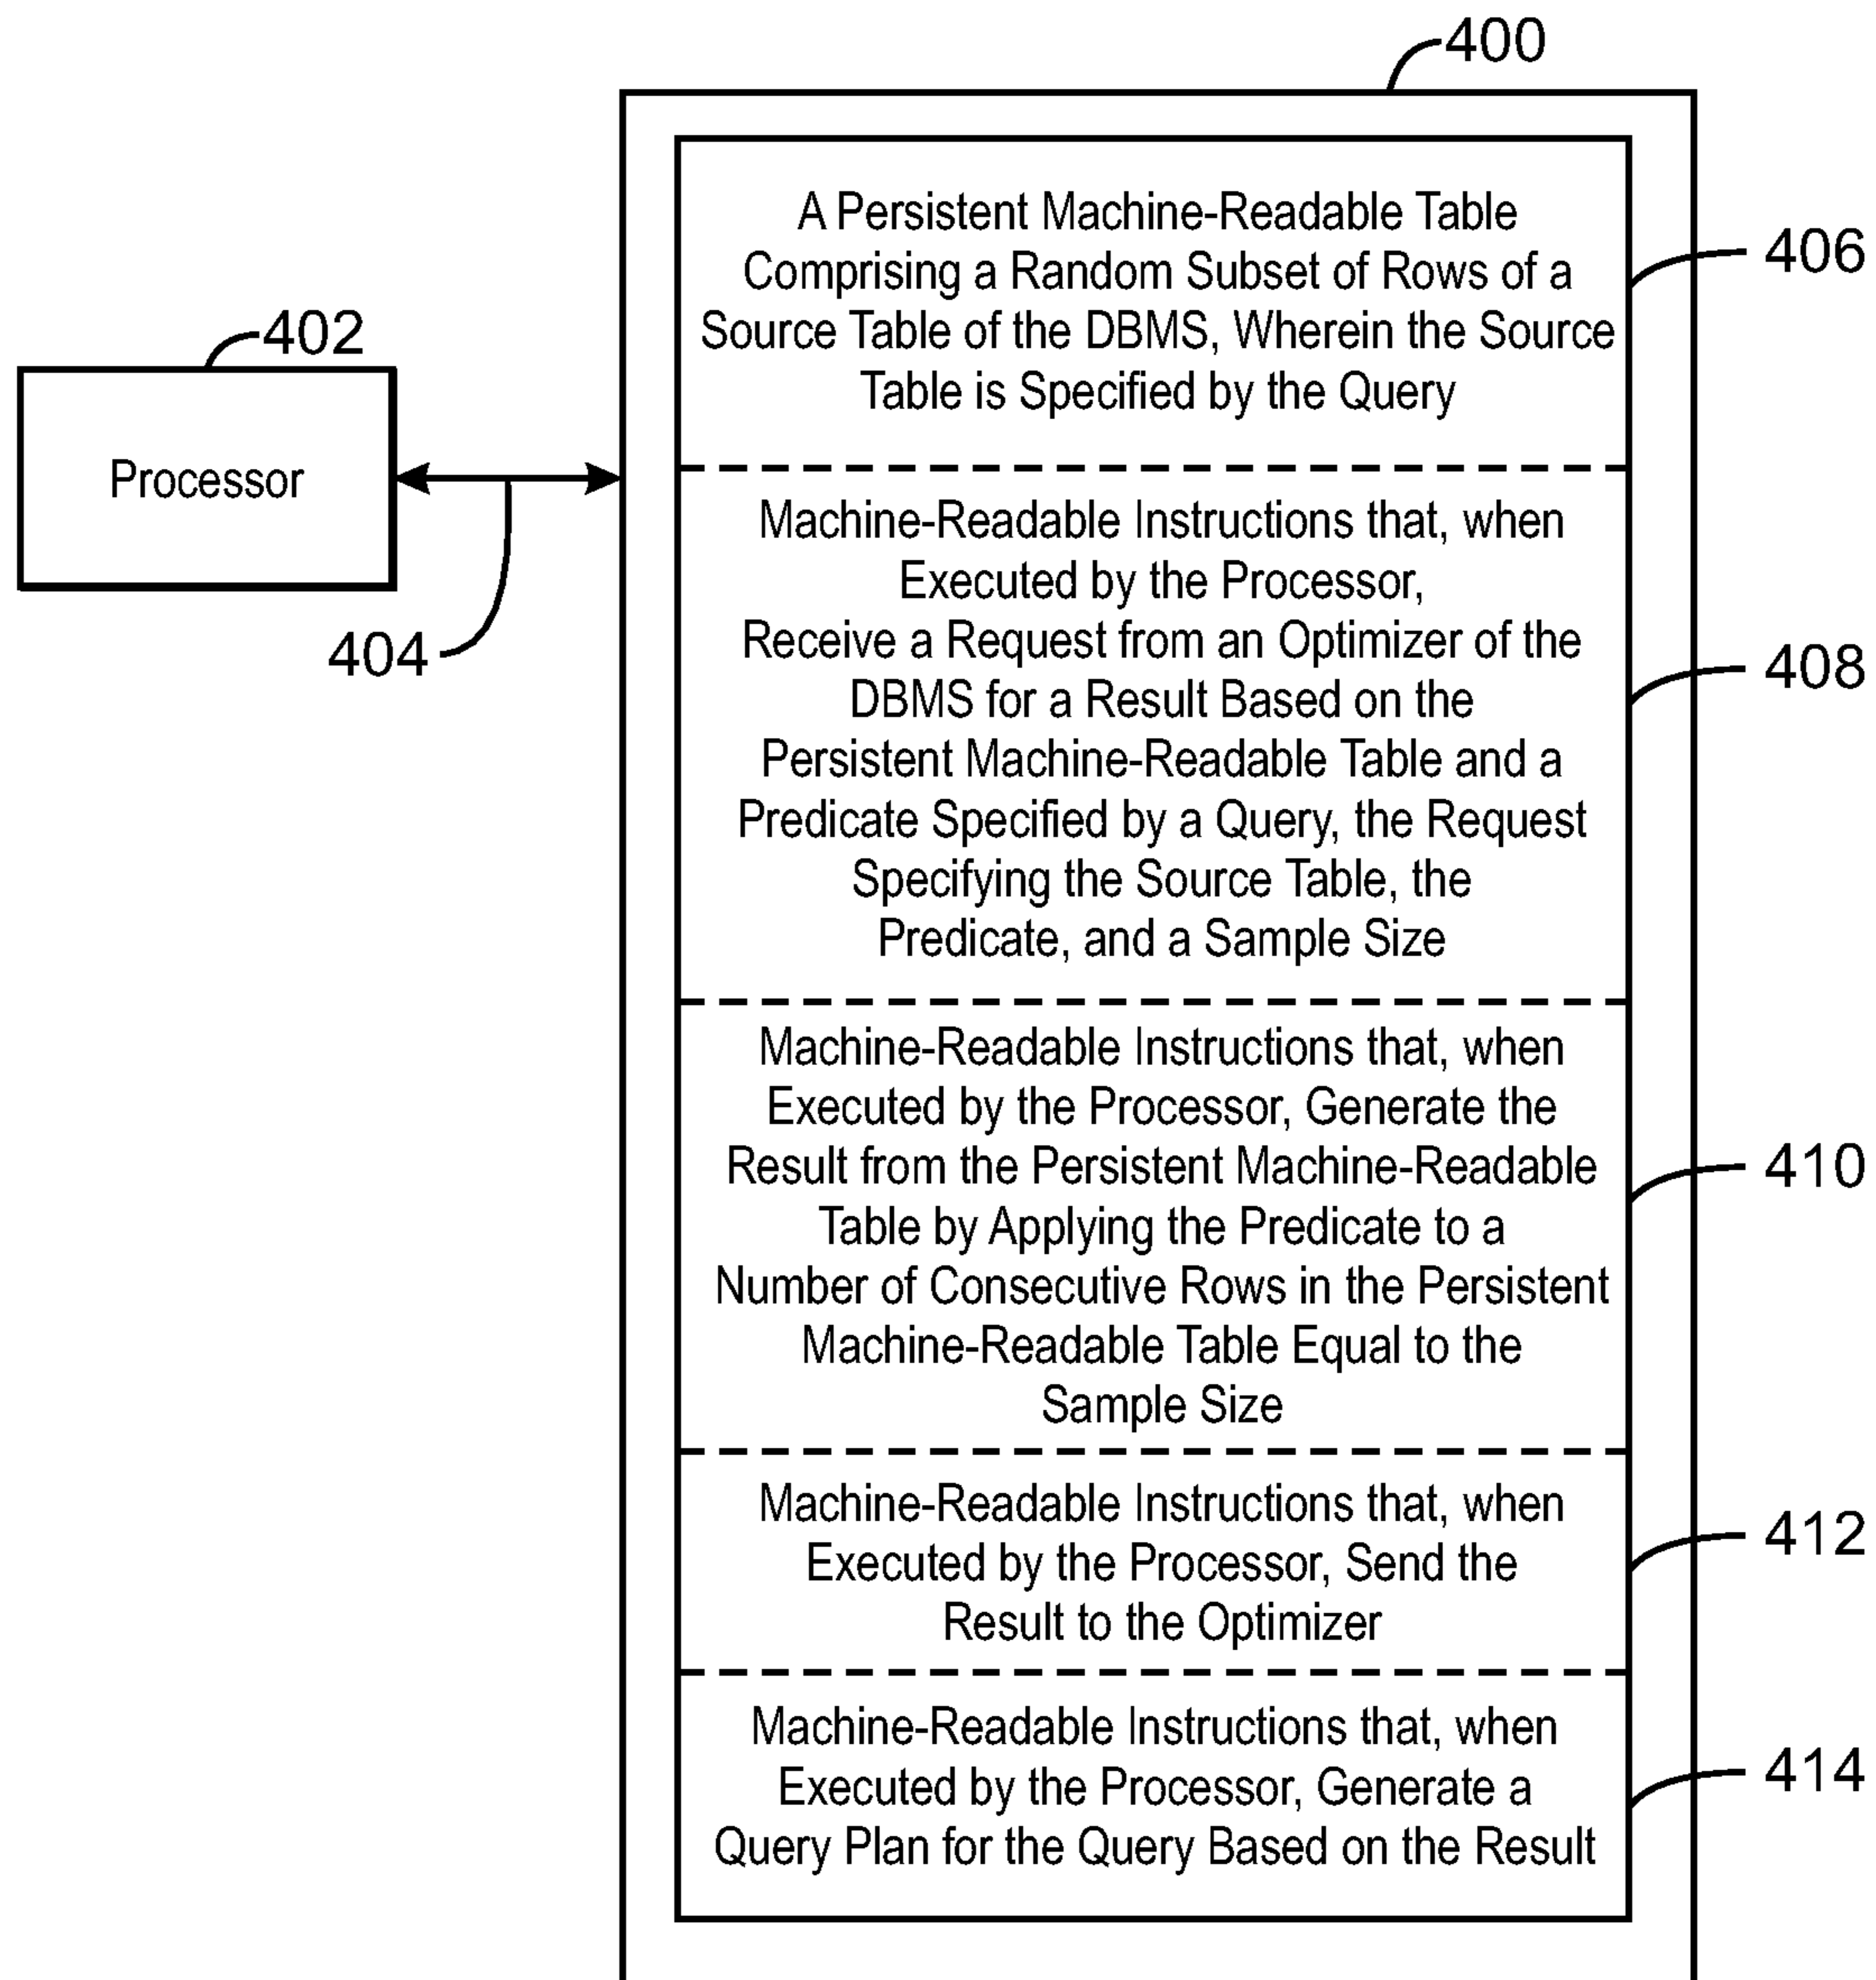 400
A Persistent Machine-Readable Table
Comprising a Random Subset of Rows of a
Source Table of the DBMS, Wherein the Source
Table is Specified by the Query
406
402
Processor
404
Machine-Readable Instructions that, when
Executed by the Processor,
Receive a Request from an Optimizer of the
DBMS for a Result Based on the
Persistent Machine-Readable Table and a
Predicate Specified by a Query, the Request
Specifying the Source Table, the
Predicate, and a Sample Size
408
Machine-Readable Instructions that, when
Executed by the Processor, Generate the
Result from the Persistent Machine-Readable
Table by Applying the Predicate to a
Number of Consecutive Rows in the Persistent
Machine-Readable Table Equal to the
Sample Size
410
Machine-Readable Instructions that, when
Executed by the Processor, Send the
Result to the Optimizer
412
Machine-Readable Instructions that, when
Executed by the Processor, Generate a
Query Plan for the Query Based on the Result
414